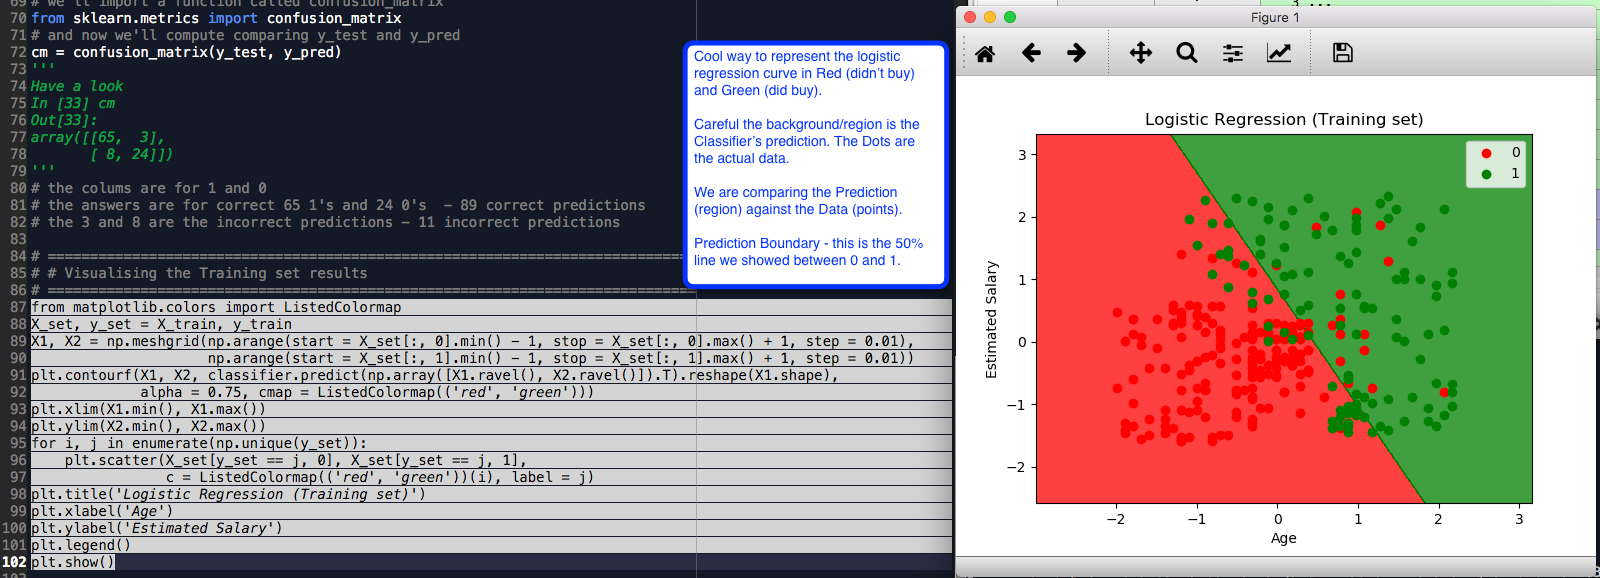 69 # we'll import a function called confusion_matrix
70 from sklearn.metrics import confusion_matrix
71 # and now we'll compute comparing y_test and y_pred
72 cm = confusion_matrix(y_test, y_pred)
73 '''
74 Have a look
75 In [33] cm
76 Out[33]:
77 array([[65,  3],
78        [ 8, 24]])
79 '''
80 # the colums are for 1 and 0
81 # the answers are for correct 65 1's and 24 0's  - 89 correct predictions
82 # the 3 and 8 are the incorrect predictions - 11 incorrect predictions
83
84 # ==============================================================================
85 # # Visualising the Training set results
86 # ==============================================================================
87 from matplotlib.colors import ListedColormap
88 X_set, y_set = X_train, y_train
89 X1, X2 = np.meshgrid(np.arange(start = X_set[:, 0].min() - 1, stop = X_set[:, 0].max() + 1, step = 0.01),
90                      np.arange(start = X_set[:, 1].min() - 1, stop = X_set[:, 1].max() + 1, step = 0.01))
91 plt.contourf(X1, X2, classifier.predict(np.array([X1.ravel(), X2.ravel()]).T).reshape(X1.shape),
92              alpha = 0.75, cmap = ListedColormap(('red', 'green')))
93 plt.xlim(X1.min(), X1.max())
94 plt.ylim(X2.min(), X2.max())
95 for i, j in enumerate(np.unique(y_set)):
96     plt.scatter(X_set[y_set == j, 0], X_set[y_set == j, 1],
97                 c = ListedColormap(('red', 'green'))(i), label = j)
98 plt.title('Logistic Regression (Training set)')
99 plt.xlabel('Age')
100 plt.ylabel('Estimated Salary')
101 plt.legend()
102 plt.show()
Cool way to represent the logistic
regression curve in Red (didn't buy)
and Green (did buy).
Careful the background/region is the
Classifier's prediction. The Dots are
the actual data.
We are comparing the Prediction
(region) against the Data (points).
Prediction Boundary - this is the 50%
line we showed between 0 and 1.
Figure 1
Logistic Regression (Training set)
0
1
3
2
1
0
−1
−2
Estimated Salary
−2 −1 0 1 2 3
Age